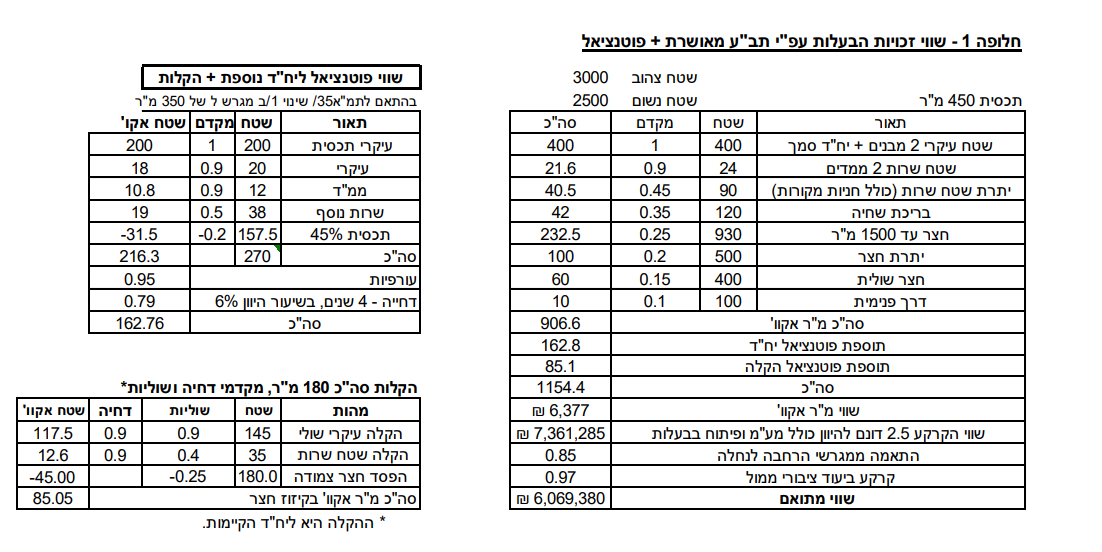 חלופה 1 - שווי זכויות הבעלות עפ"י תב"ע מאושרת + פוטנציאל
שטח צהוב 3000
תכסית 450 מ"ר שטח נשום 2500
תאור שטח מקדם סה"כ
שטח עיקרי 2 מבנים + יח"ד סמך 400 1 400
שטח שרות 2 ממדים 24 0.9 21.6
יתרת שטח שרות (כולל חניות מקורות) 90 0.45 40.5
בריכת שחיה 120 0.35 42
חצר עד 1500 מ"ר 930 0.25 232.5
יתרת חצר 500 0.2 100
חצר שולית 400 0.15 60
דרך פנימית 100 0.1 10
סה"כ מ"ר אקוו' 906.6
תוספת פוטנציאל יח"ד 162.8
תוספת פוטנציאל הקלה 85.1
סה"כ 1154.4
שווי מ"ר אקוו' 6,377 ₪
שווי הקרקע 2.5 דונם להיוון כולל מע"מ ופיתוח בבעלות 7,361,285 ₪
התאמה ממגרשי הרחבה לנחלה 0.85
קרקע ביעוד ציבורי ממול 0.97
שווי מתואם 6,069,380 ₪
שווי פוטנציאל ליח"ד נוספת + הקלות
בהתאם לתמ"א35/ שינוי 1/ב מגרש ל של 350 מ"ר
תאור שטח מקדם שטח אקו'
עיקרי תכסית 200 1 200
עיקרי 20 0.9 18
ממ"ד 12 0.9 10.8
שרות נוסף 38 0.5 19
תכסית 45% 157.5 -0.2 -31.5
סה"כ 270 216.3
עורפיות 0.95
דחייה - 4 שנים, בשיעור היוון 6% 0.79
סה"כ 162.76
הקלות סה"כ 180 מ"ר, מקדמי דחיה ושוליות*
מהות שטח שוליות דחיה שטח אקוו'
הקלה עיקרי שולי 145 0.9 0.9 117.5
הקלה שטח שרות 35 0.4 0.9 12.6
הפסד חצר צמודה 180.0 -0.25 -45.00
סה"כ מ"ר אקוו' בקיזוז חצר 85.05
* ההקלה היא ליח"ד הקיימות.